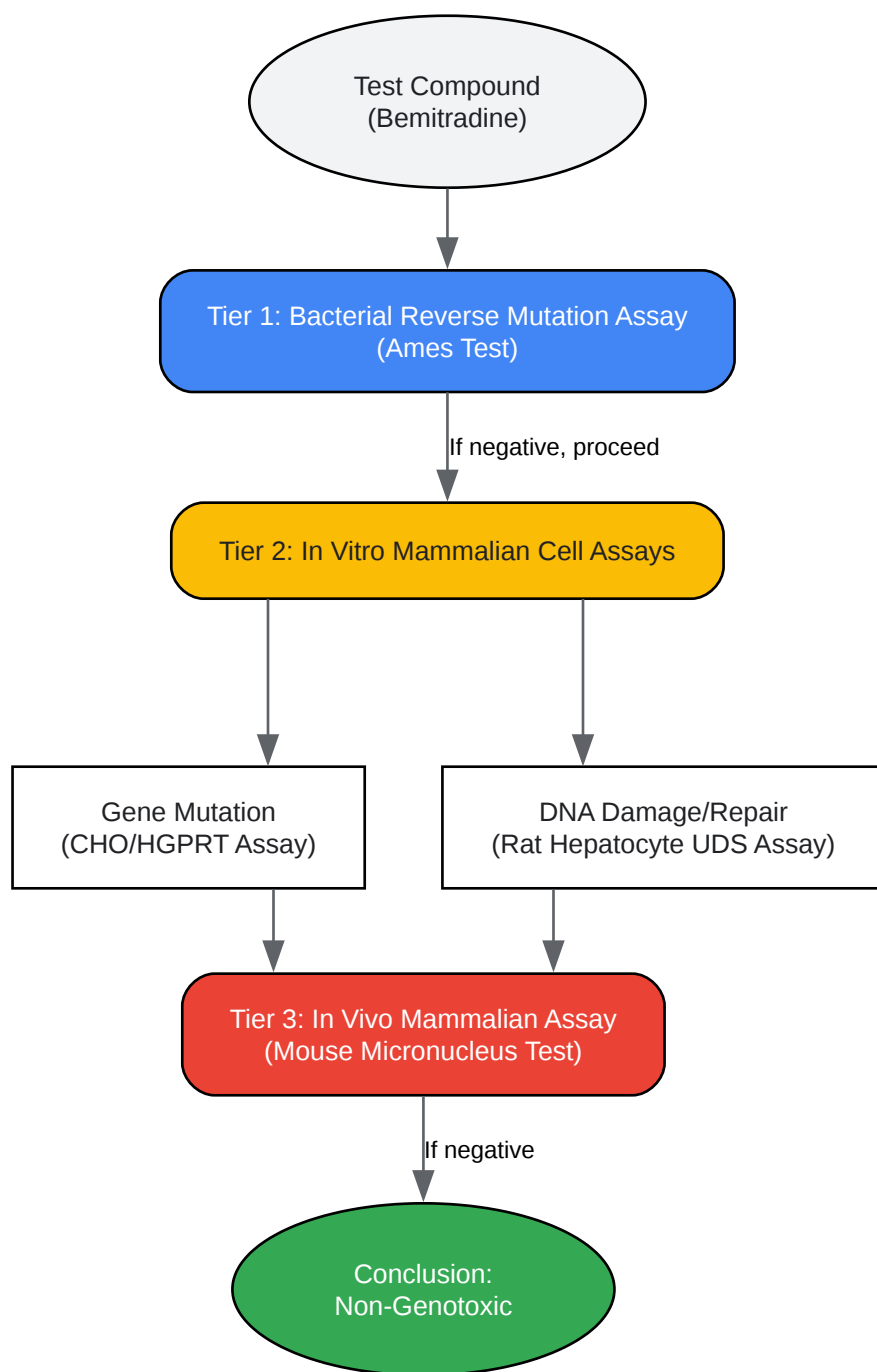 Test Compound
(Bemitradine)
Tier 1: Bacterial Reverse Mutation Assay
(Ames Test)
If negative, proceed
Tier 2: In Vitro Mammalian Cell Assays
Gene Mutation
(CHO/HGPRT Assay)
DNA Damage/Repair
(Rat Hepatocyte UDS Assay)
Tier 3: In Vivo Mammalian Assay
(Mouse Micronucleus Test)
If negative
Conclusion:
Non-Genotoxic